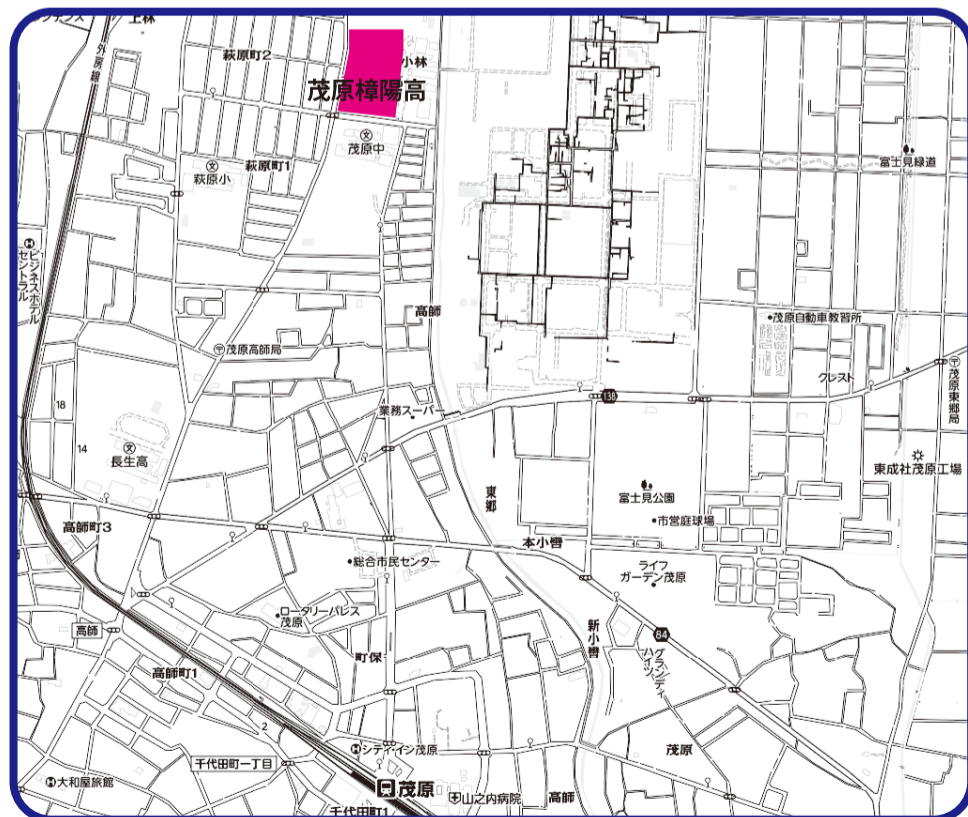 上林
外房線
萩原町2
小林
茂原樟陽高
茂原中
萩原町1
萩原小
富士見緑道
ビジネスホテル
セントラル
高師
茂原自動車教習所
茂原高師局
クレスト
茂原東郷局
138
業務スーパー
18
14
長生高
東成社茂原工場
東郷
富士見公園
市営庭球場
高師町3
本小轡
総合市民センター
ライフ
ガーデン茂原
ロータリーパレス
茂原
新小轡
84
高師
町保
グランディ
ハイツ
高師町1
2
シティイン茂原
茂原
千代田町一丁目
大和屋旅館
茂原
山之内病院
高師
千代田町1